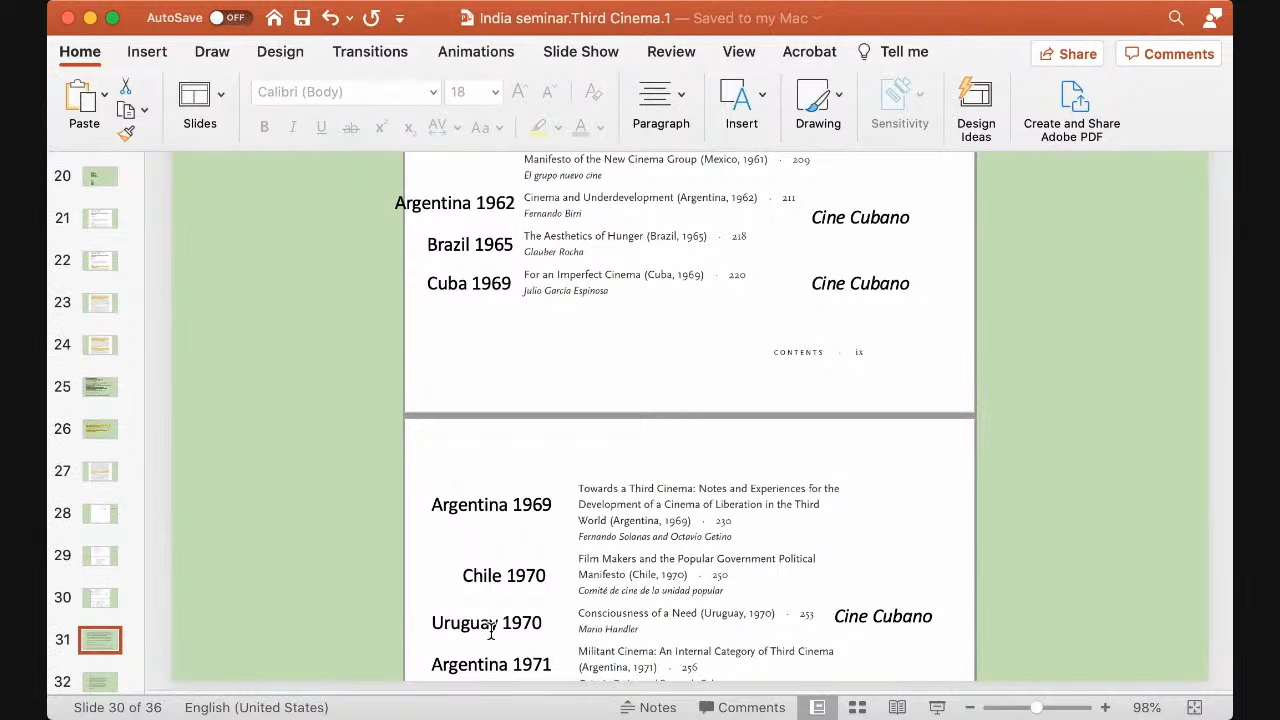 AutoSave OFF India seminar.Third Cinema.1 — Saved to my Mac
Home Insert Draw Design Transitions Animations Slide Show Review View Acrobat Tell me Share Comments
Calibri (Body) 18
Paste Slides Paragraph Insert Drawing Sensitivity Design Ideas Create and Share Adobe PDF
20
21
22
23
24
25
26
27
28
29
30
31
32
Manifesto of the New Cinema Group (Mexico, 1961) · 209
El grupo nuevo cine
Argentina 1962 Cinema and Underdevelopment (Argentina, 1962) · 211
Fernando Birri
Cine Cubano
Brazil 1965 The Aesthetics of Hunger (Brazil, 1965) · 218
Glauber Rocha
Cuba 1969 For an Imperfect Cinema (Cuba, 1969) · 220 Cine Cubano
Julio García Espinosa
CONTENTS · ix
Argentina 1969 Towards a Third Cinema: Notes and Experiences for the
Development of a Cinema of Liberation in the Third
World (Argentina, 1969) · 230
Fernando Solanas and Octavio Getino
Film Makers and the Popular Government Political
Chile 1970 Manifesto (Chile, 1970) · 250
Comité de cine de la unidad popular
Uruguay 1970 Consciousness of a Need (Uruguay, 1970) · 253 Cine Cubano
Mario Handler
Militant Cinema: An Internal Category of Third Cinema
Argentina 1971 (Argentina, 1971) · 256
Slide 30 of 36 English (United States) Notes Comments 98%